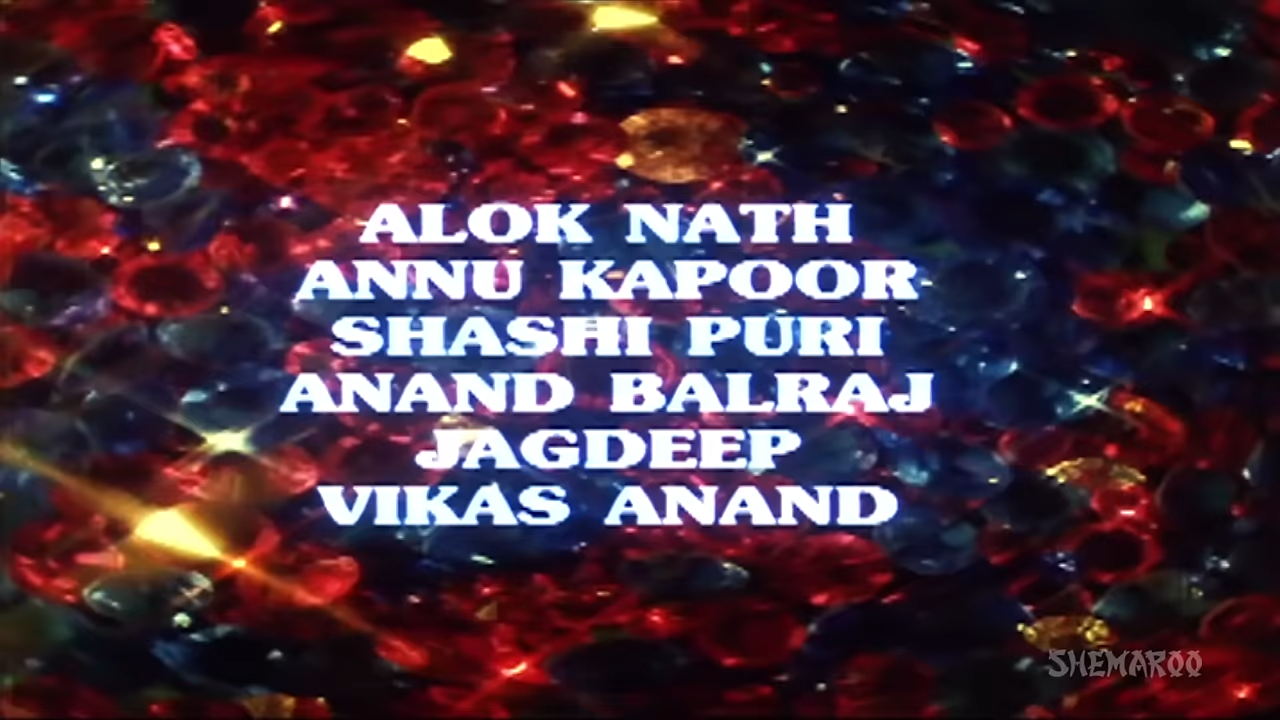 ALOK NATH
ANNU KAPOOR
SHASHI PURI
ANAND BALRAJ
JAGDEEP
VIKAS ANAND
SHEMAROO